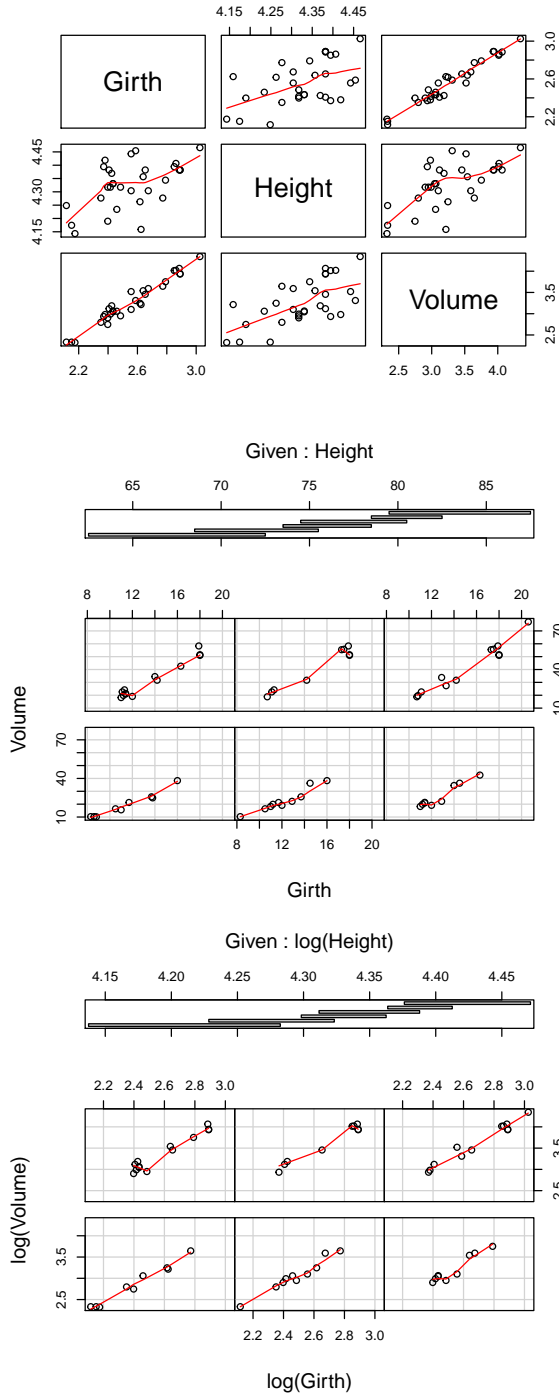 4.15 4.25 4.35 4.45
Girth
2.2 2.6 3.0
4.15 4.30 4.45
Height
Volume
2.5 3.5
2.2 2.6 3.0
2.5 3.0 3.5 4.0
Given : Height
65 70 75 80 85
8 12 16 20
8 12 16 20
10 40 70
Volume
10 40 70
8 12 16 20
Girth
Given : log(Height)
4.15 4.20 4.25 4.30 4.35 4.40 4.45
2.2 2.4 2.6 2.8 3.0
2.2 2.4 2.6 2.8 3.0
2.5 3.5
log(Volume)
2.5 3.5
2.2 2.4 2.6 2.8 3.0
log(Girth)